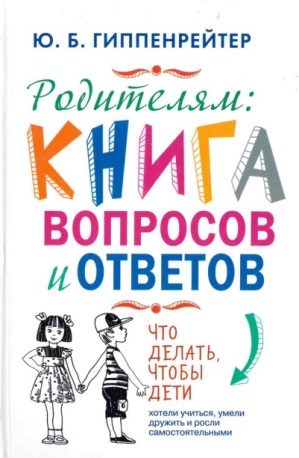 Ю. Б. ГИППЕНРЕЙТЕР
Родителям:
КНИГА
ВОПРОСОВ
и ОТВЕТОВ
ЧТО
ДЕЛАТЬ,
ЧТОБЫ
ДЕТИ
хотели учиться, умели
дружить и росли
самостоятельными